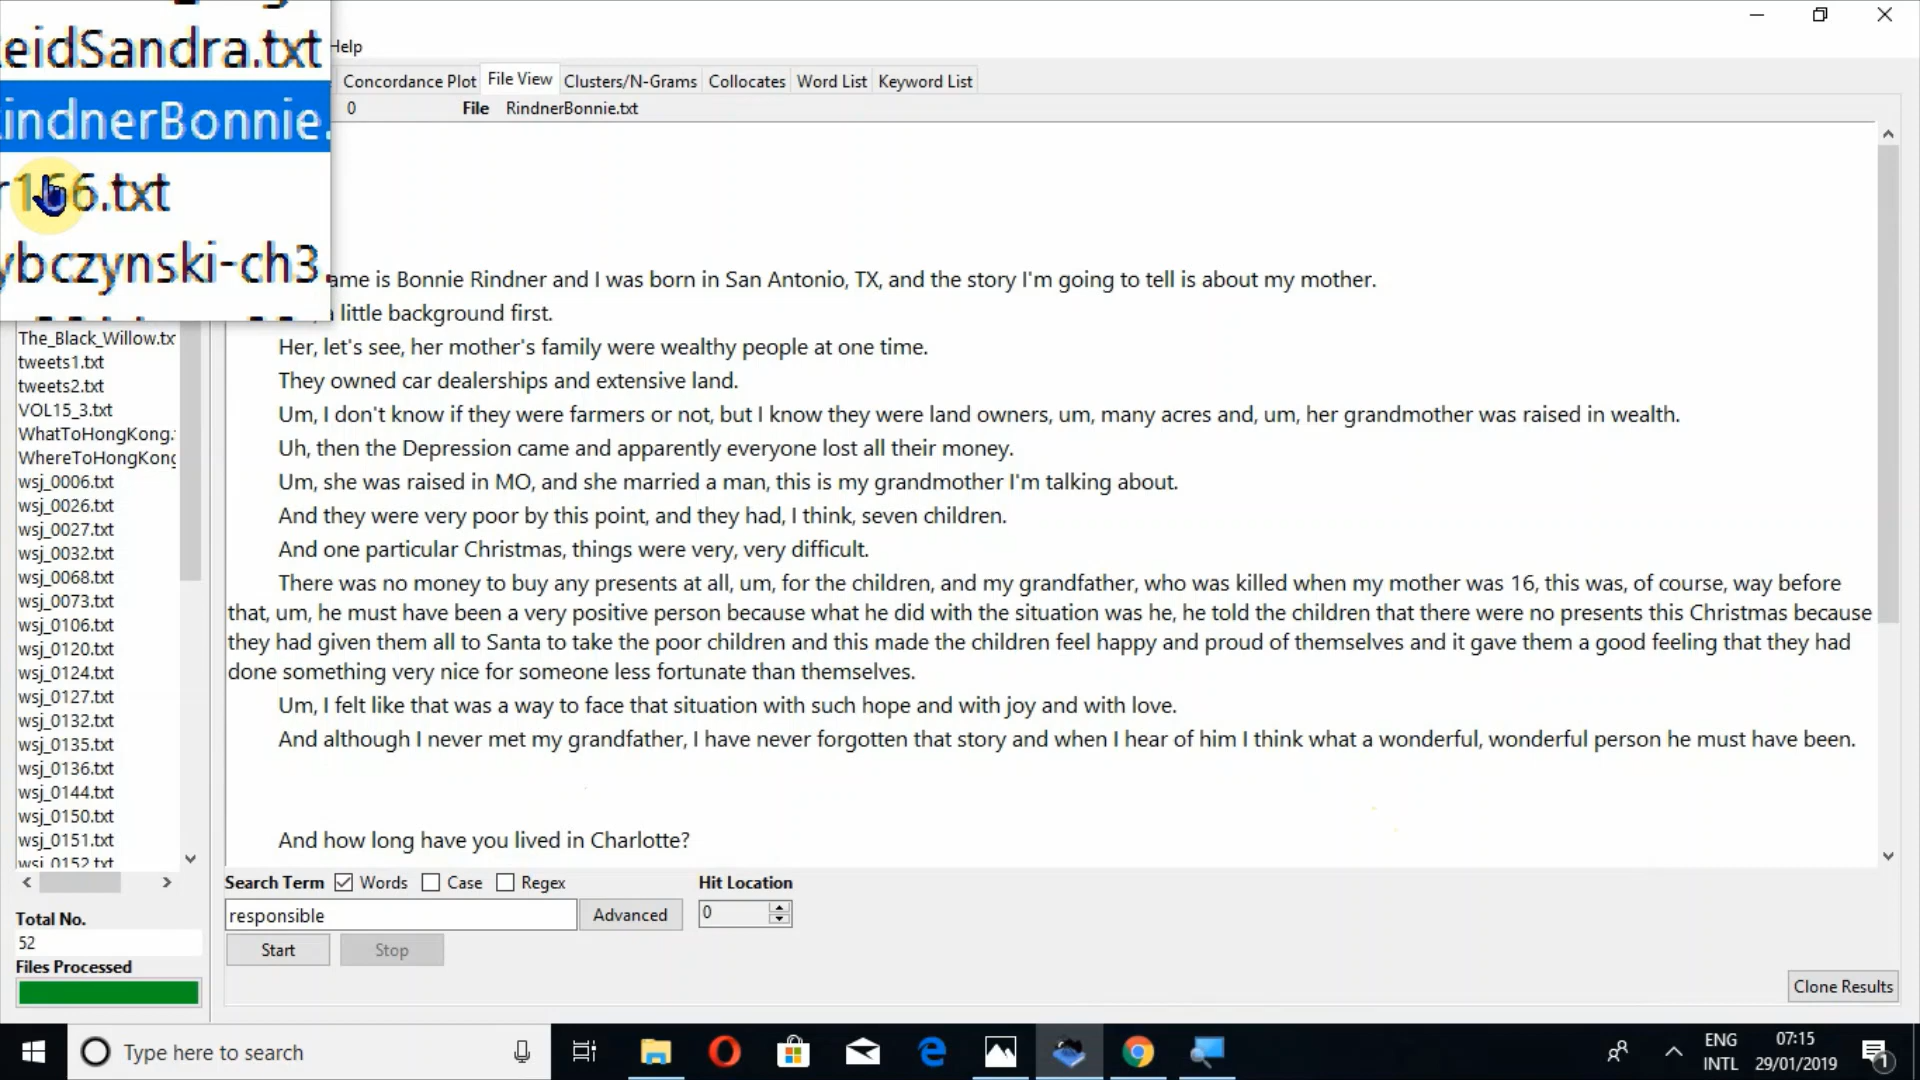 eidSandra.txt
indnerBonnie.
r166.txt
ybczynski-ch3.
Help
Concordance Plot File View Clusters/N-Grams Collocates Word List Keyword List
0 File RindnerBonnie.txt
ame is Bonnie Rindner and I was born in San Antonio, TX, and the story I'm going to tell is about my mother.
a little background first.
Her, let's see, her mother's family were wealthy people at one time.
They owned car dealerships and extensive land.
Um, I don't know if they were farmers or not, but I know they were land owners, um, many acres and, um, her grandmother was raised in wealth.
Uh, then the Depression came and apparently everyone lost all their money.
Um, she was raised in MO, and she married a man, this is my grandmother I'm talking about.
And they were very poor by this point, and they had, I think, seven children.
And one particular Christmas, things were very, very difficult.
There was no money to buy any presents at all, um, for the children, and my grandfather, who was killed when my mother was 16, this was, of course, way before
that, um, he must have been a very positive person because what he did with the situation was he, he told the children that there were no presents this Christmas because
they had given them all to Santa to take the poor children and this made the children feel happy and proud of themselves and it gave them a good feeling that they had
done something very nice for someone less fortunate than themselves.
Um, I felt like that was a way to face that situation with such hope and with joy and with love.
And although I never met my grandfather, I have never forgotten that story and when I hear of him I think what a wonderful, wonderful person he must have been.
And how long have you lived in Charlotte?
The_Black_Willow.tx
tweets1.txt
tweets2.txt
VOL15_3.txt
WhatToHongKong.
WhereToHongKong
wsj_0006.txt
wsj_0026.txt
wsj_0027.txt
wsj_0032.txt
wsj_0068.txt
wsj_0073.txt
wsj_0106.txt
wsj_0120.txt
wsj_0124.txt
wsj_0127.txt
wsj_0132.txt
wsj_0135.txt
wsj_0136.txt
wsj_0144.txt
wsj_0150.txt
wsj_0151.txt
wsj_0152.txt
Total No.
52
Files Processed
Search Term Words Case Regex Hit Location
responsible Advanced 0
Start Stop
Clone Results
Type here to search
ENG 07:15
INTL 29/01/2019
1